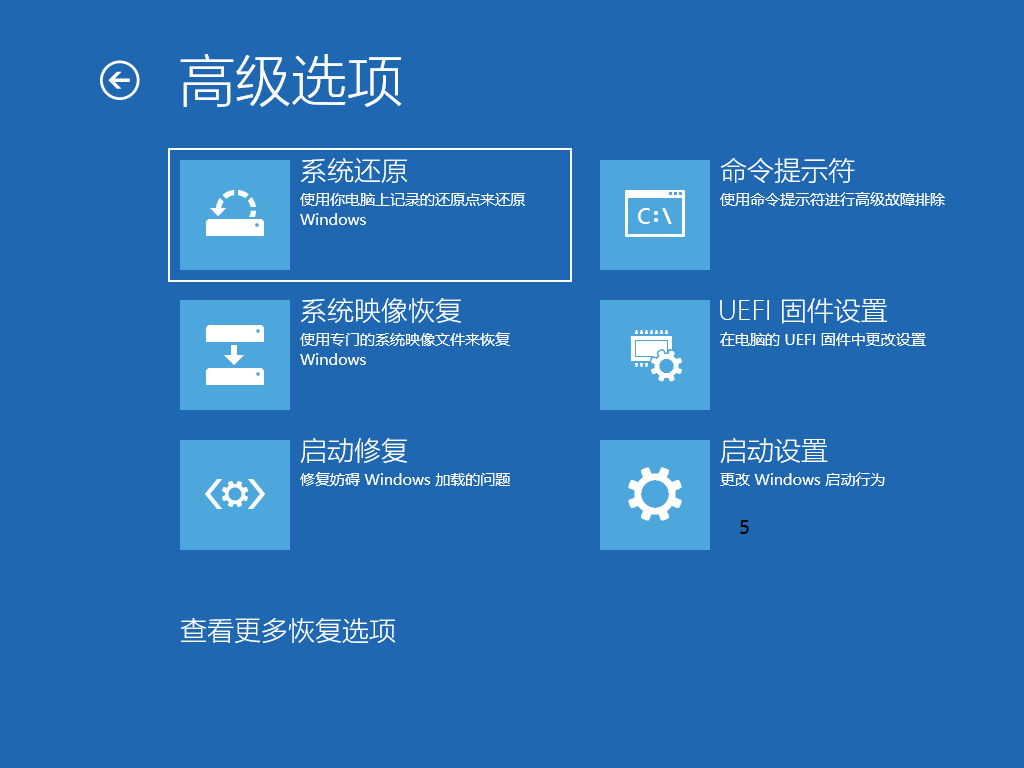 高级选项
系统还原
使用你电脑上记录的还原点来还原
Windows
命令提示符
使用命令提示符进行高级故障排除
C:\
系统映像恢复
使用专门的系统映像文件来恢复
Windows
UEFI 固件设置
在电脑的 UEFI 固件中更改设置
启动修复
修复妨碍 Windows 加载的问题
启动设置
更改 Windows 启动行为
5
查看更多恢复选项